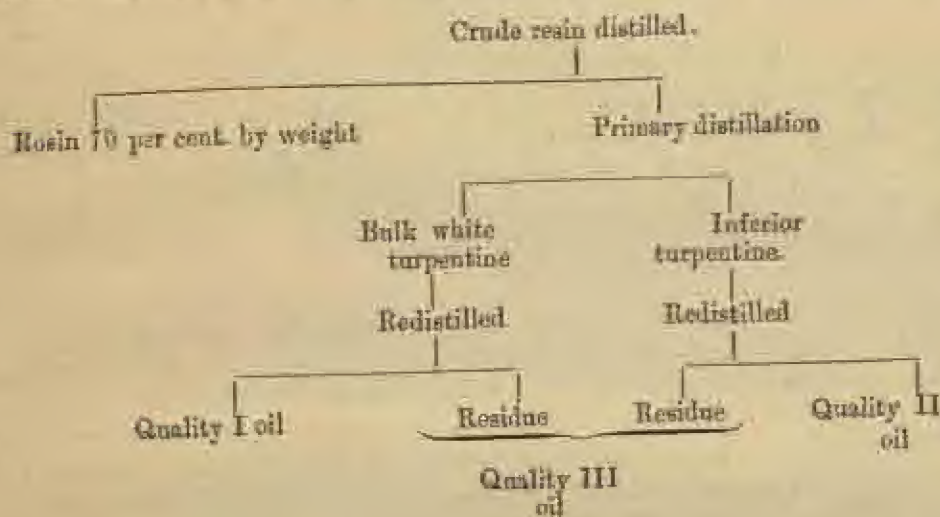 Crude resin distilled.
Rosin 70 per cent. by weight
Primary distillation
Bulk white
turpentine
Inferior
turpentine
Redistilled
Redistilled
Quality I oil
Residue
Residue
Quality II
oil
Quality III
oil